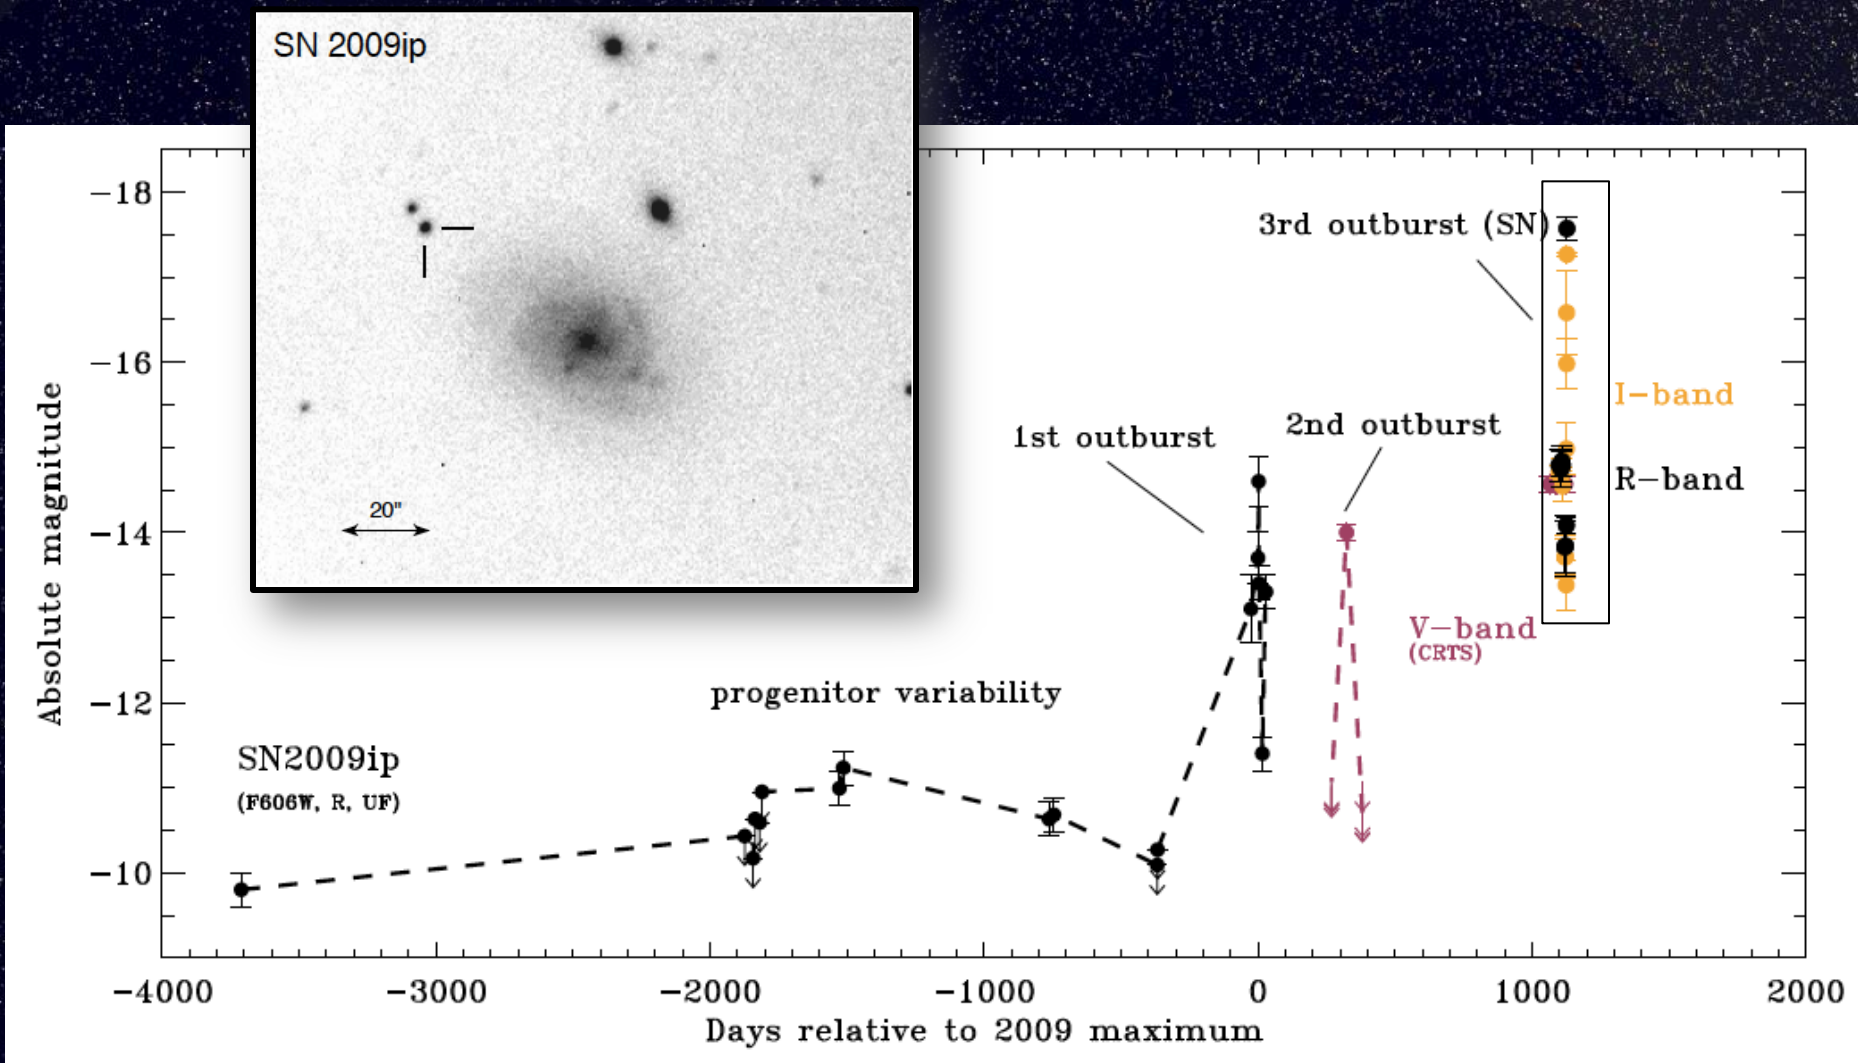 SN 2009ip
20"
−18
−16
−14
−12
−10
Absolute magnitude
3rd outburst (SN)
1st outburst
2nd outburst
I−band
R−band
V−band
(CRTS)
progenitor variability
SN2009ip
(F606W, R, UF)
−4000 −3000 −2000 −1000 0 1000 2000
Days relative to 2009 maximum